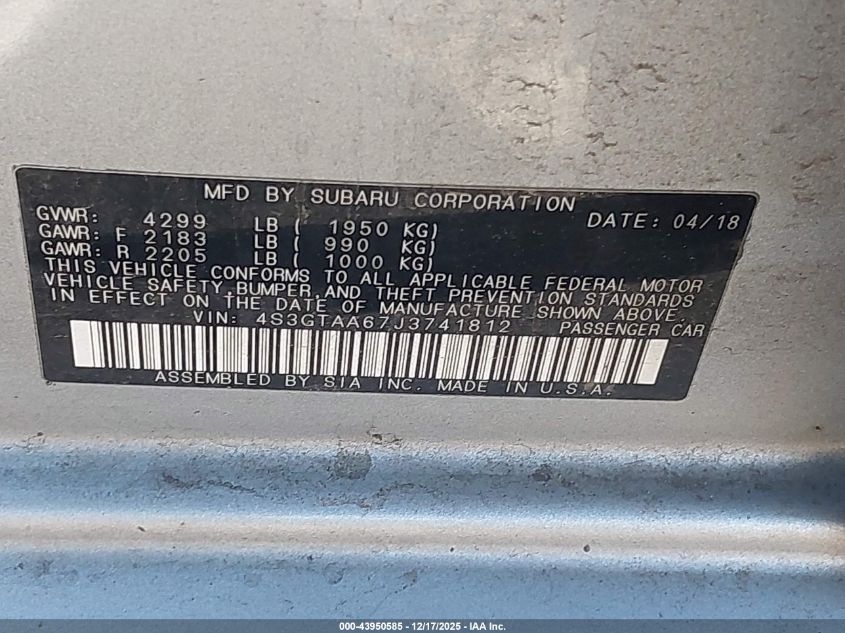 MFD BY SUBARU CORPORATION
GVWR: 4299 LB ( 1950 KG) DATE: 04/18
GAWR: F 2183 LB ( 990 KG)
GAWR: R 2205 LB ( 1000 KG)
THIS VEHICLE CONFORMS TO ALL APPLICABLE FEDERAL MOTOR
VEHICLE SAFETY, BUMPER, AND THEFT PREVENTION STANDARDS
IN EFFECT ON THE DATE OF MANUFACTURE SHOWN ABOVE.
VIN: 4S3GTAA67J3741812 PASSENGER CAR
ASSEMBLED BY SIA INC. MADE IN U.S.A.
000-43950585 - 12/17/2025 - IAA Inc.